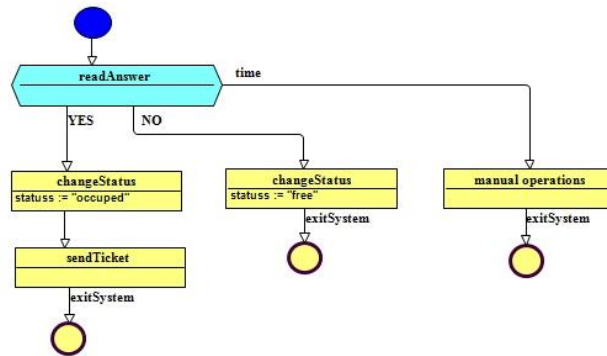 readAnswer
time
YES
NO
changeStatus
statuss := "occuped"
changeStatus
statuss := "free"
manual operations
exitSystem
exitSystem
sendTicket
exitSystem